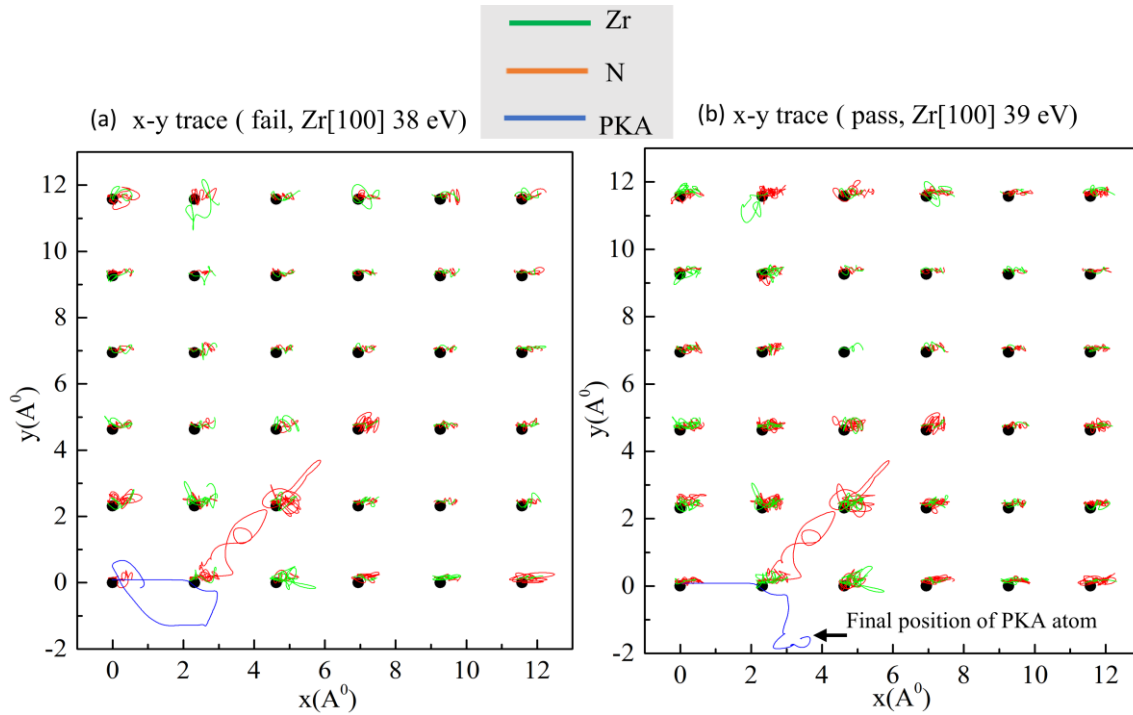 Zr
N
PKA
(a) x-y trace ( fail, Zr[100] 38 eV)
(b) x-y trace ( pass, Zr[100] 39 eV)
12
10
8
6
4
2
0
-2
y(A⁰)
0 2 4 6 8 10 12
x(A⁰)
12
10
8
6
4
2
0
-2
y(A⁰)
Final position of PKA atom
0 2 4 6 8 10 12
x(A⁰)